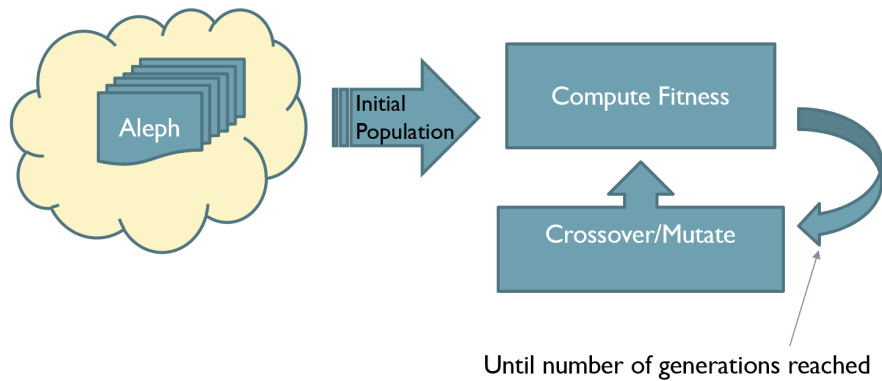 Aleph
Initial
Population
Compute Fitness
Crossover/Mutate
Until number of generations reached